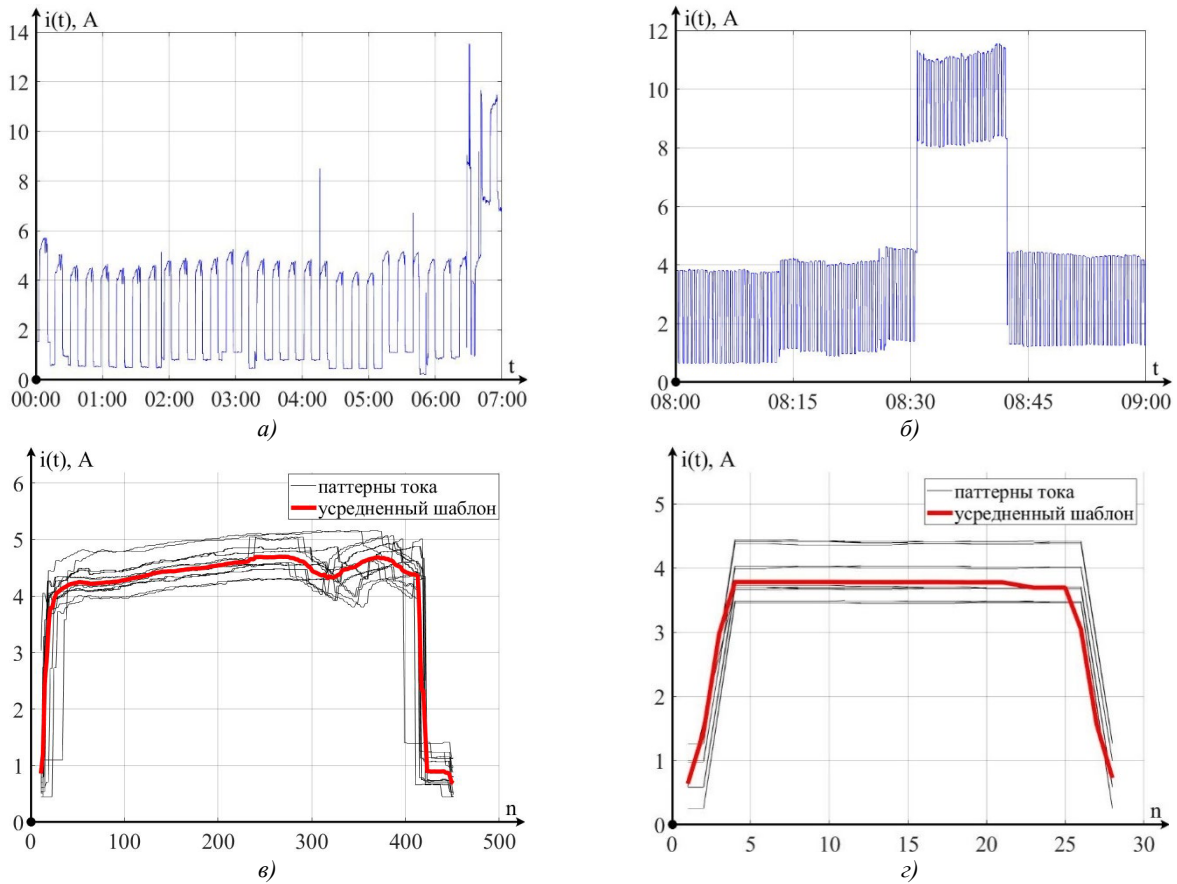 i(t), A
14
12
10
8
6
4
2
0
t
00:00 01:00 02:00 03:00 04:00 05:00 06:00 07:00
а)
i(t), A
12
10
8
6
4
2
0
t
08:00 08:15 08:30 08:45 09:00
б)
i(t), A
6
5
4
3
2
1
0
паттерны тока
усредненный шаблон
n
0 100 200 300 400 500
в)
i(t), A
5
4
3
2
1
0
паттерны тока
усредненный шаблон
n
0 5 10 15 20 25 30
г)